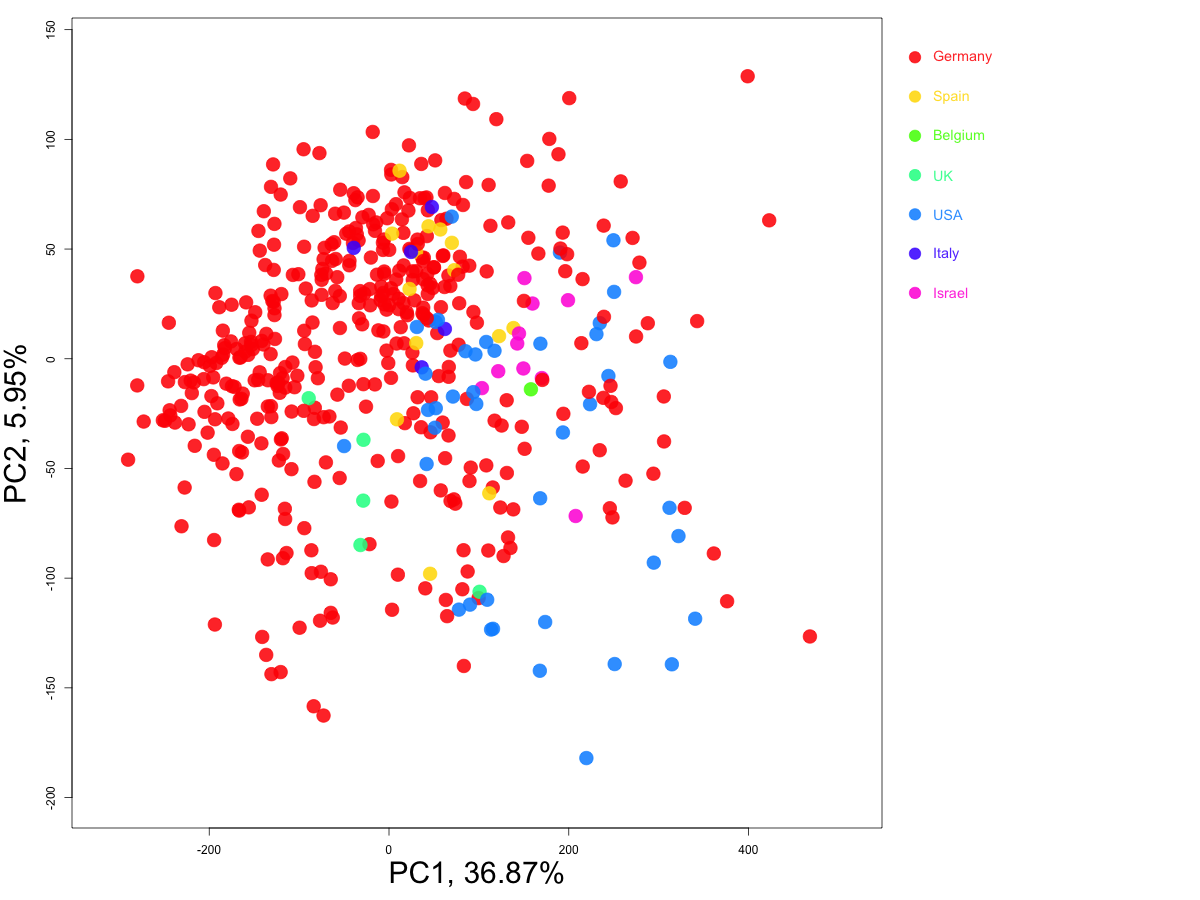 150
100
50
0
-50
-100
-150
-200
PC2, 5.95%
-200
0
200
400
PC1, 36.87%
Germany
Spain
Belgium
UK
USA
Italy
Israel